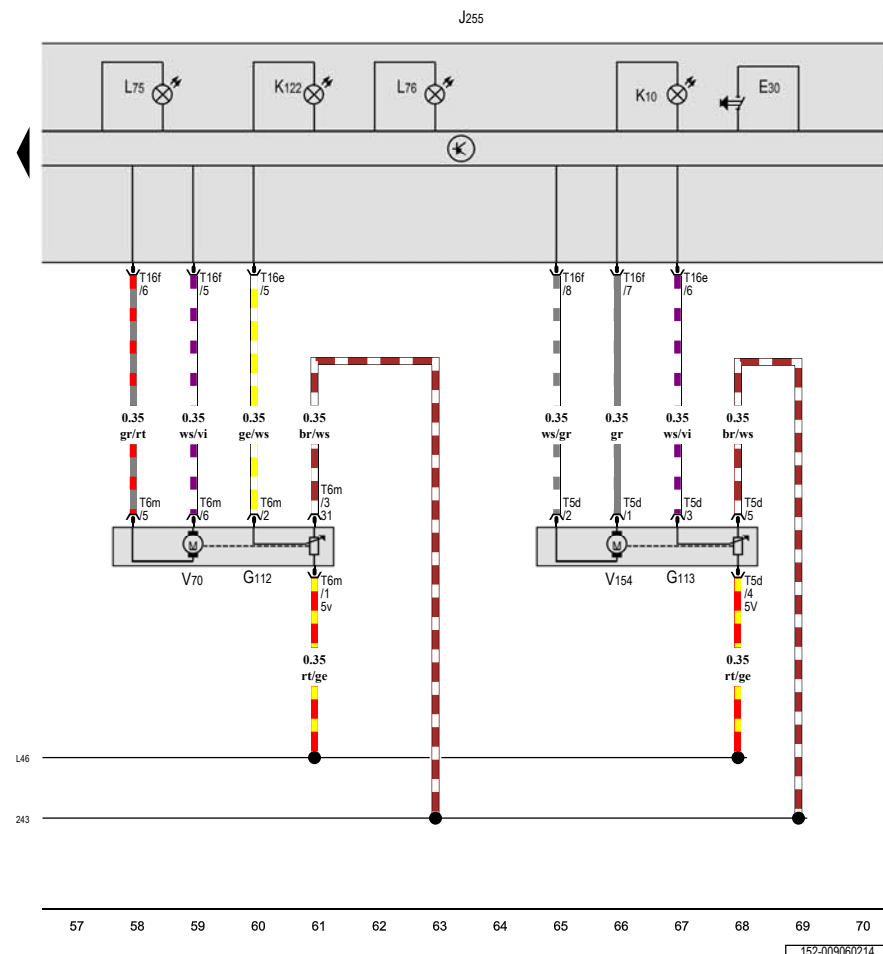 J255
L75
K122
L76
K10
E30
T16f
/6
T16f
/5
T16e
/5
T16f
/8
T16f
/7
T16e
/6
0.35
gr/rt
0.35
ws/vi
0.35
ge/ws
0.35
br/ws
0.35
ws/gr
0.35
gr
0.35
ws/vi
0.35
br/ws
T6m
/5
T6m
/6
T6m
/2
T6m
/3
31
T5d
/2
T5d
/1
T5d
/3
T5d
/5
M
M
V70
G112
T6m
/1
5v
V154
G113
T5d
/4
5V
0.35
rt/ge
0.35
rt/ge
L46
243
57 58 59 60 61 62 63 64 65 66 67 68 69 70
152-009060214